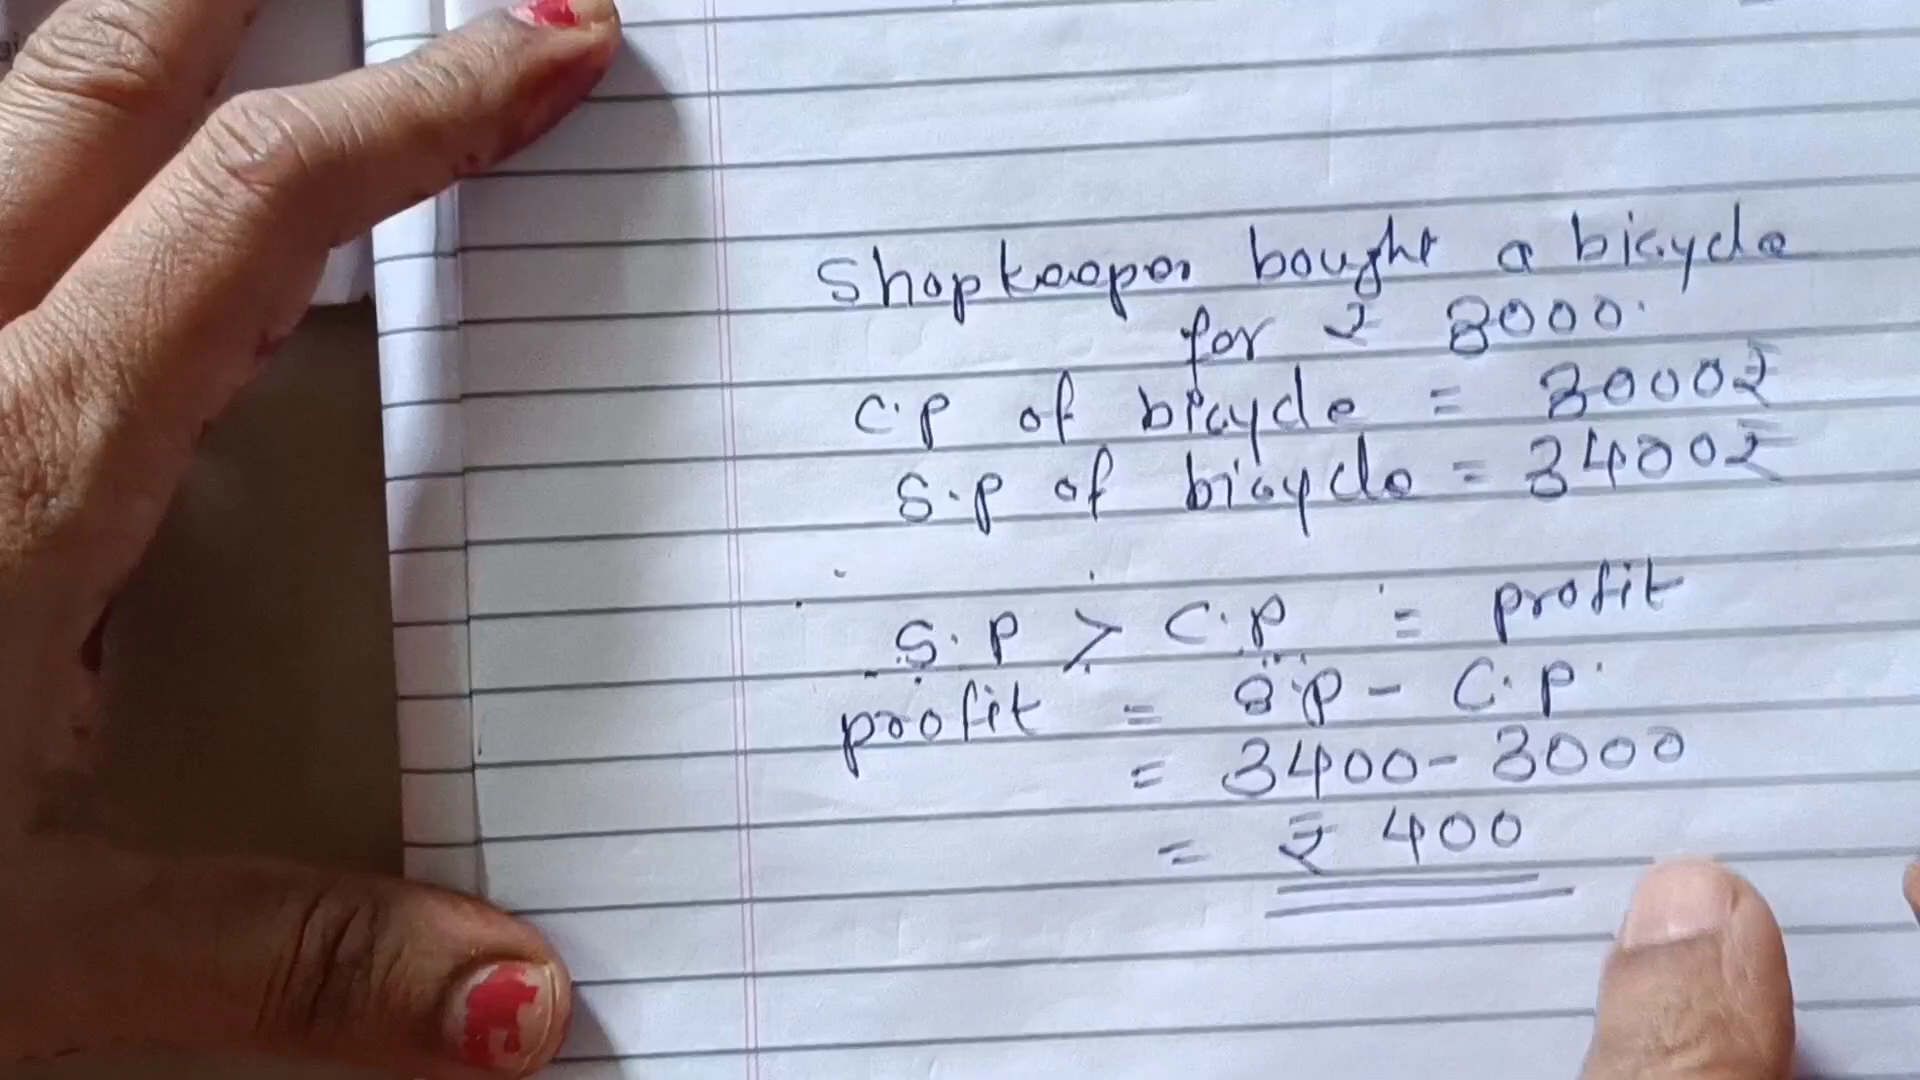 Shopkeeper bought a bicycle
for ₹ 3000.
C.P of bicycle = 3000₹
S.P of bicycle = 3400₹
S.P > C.P = profit
profit = S.P - C.P.
= 3400 - 3000
= ₹ 400